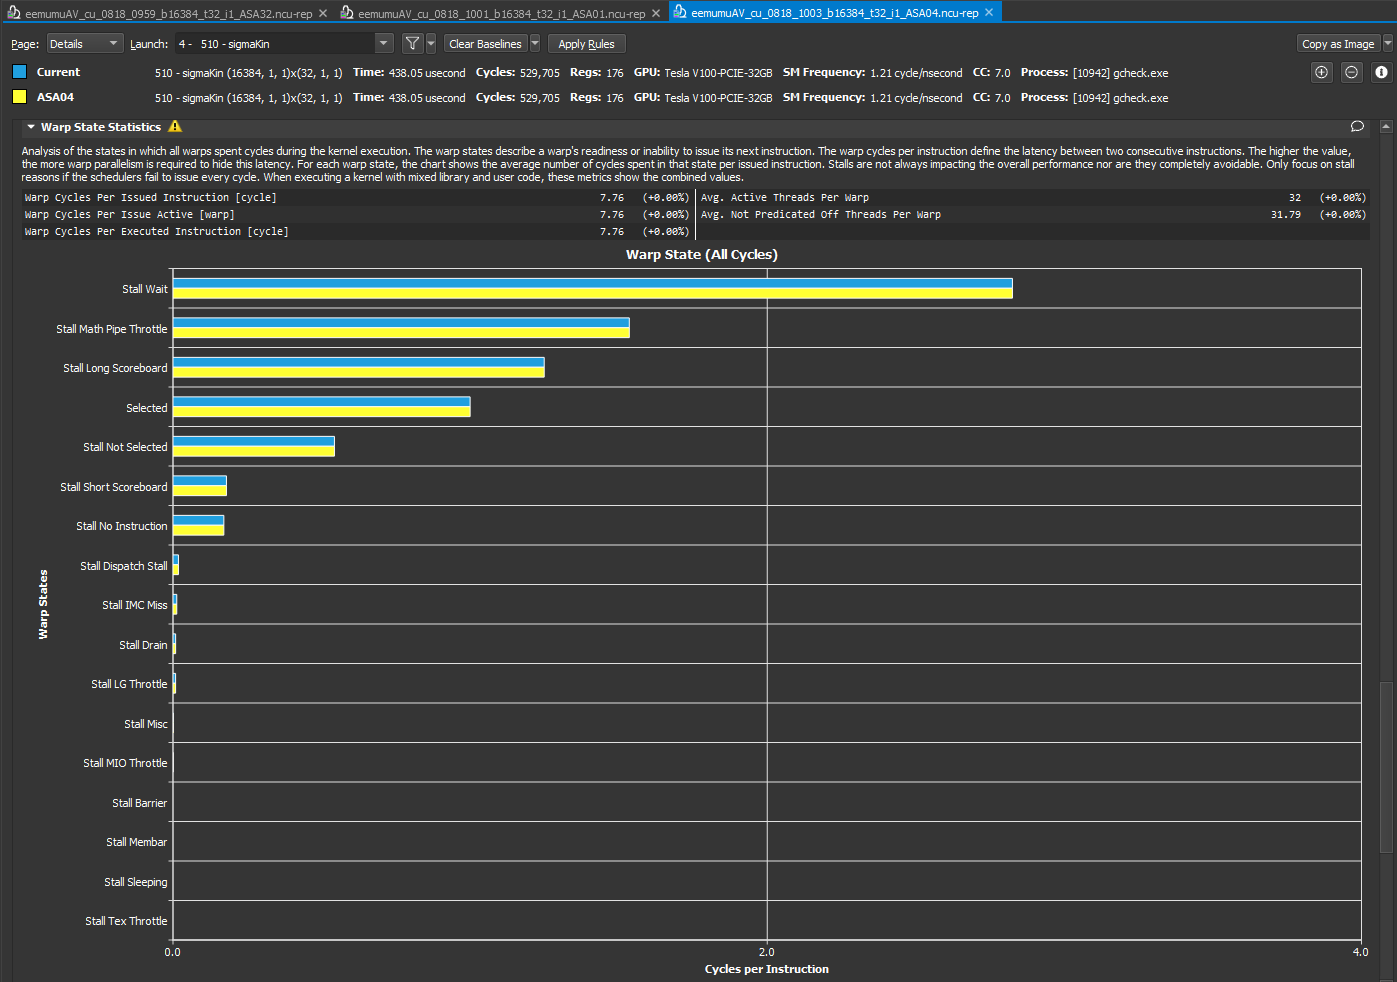 eemumuAV_cu_0818_0959_b16384_t32_i1_ASA32.ncu-rep eemumuAV_cu_0818_1001_b16384_t32_i1_ASA01.ncu-rep eemumuAV_cu_0818_1003_b16384_t32_i1_ASA04.ncu-rep
Page: Details Launch: 4 - 510 - sigmaKin Clear Baselines Apply Rules Copy as Image
Current 510 - sigmaKin (16384, 1, 1)x(32, 1, 1) Time: 438.05 usecond Cycles: 529,705 Regs: 176 GPU: Tesla V100-PCIE-32GB SM Frequency: 1.21 cycle/nsecond CC: 7.0 Process: [10942] gcheck.exe
ASA04 510 - sigmaKin (16384, 1, 1)x(32, 1, 1) Time: 438.05 usecond Cycles: 529,705 Regs: 176 GPU: Tesla V100-PCIE-32GB SM Frequency: 1.21 cycle/nsecond CC: 7.0 Process: [10942] gcheck.exe
Warp State Statistics
Analysis of the states in which all warps spent cycles during the kernel execution. The warp states describe a warp's readiness or inability to issue its next instruction. The warp cycles per instruction define the latency between two consecutive instructions. The higher the value,
the more warp parallelism is required to hide this latency. For each warp state, the chart shows the average number of cycles spent in that state per issued instruction. Stalls are not always impacting the overall performance nor are they completely avoidable. Only focus on stall
reasons if the schedulers fail to issue every cycle. When executing a kernel with mixed library and user code, these metrics show the combined values.
Warp Cycles Per Issued Instruction [cycle] 7.76 (+0.00%) Avg. Active Threads Per Warp 32 (+0.00%)
Warp Cycles Per Issue Active [warp] 7.76 (+0.00%) Avg. Not Predicated Off Threads Per Warp 31.79 (+0.00%)
Warp Cycles Per Executed Instruction [cycle] 7.76 (+0.00%)
Warp State (All Cycles)
Stall Wait
Stall Math Pipe Throttle
Stall Long Scoreboard
Selected
Stall Not Selected
Stall Short Scoreboard
Stall No Instruction
Stall Dispatch Stall
Stall IMC Miss
Stall Drain
Stall LG Throttle
Stall Misc
Stall MIO Throttle
Stall Barrier
Stall Membar
Stall Sleeping
Stall Tex Throttle
Warp States
0.0 2.0 4.0
Cycles per Instruction